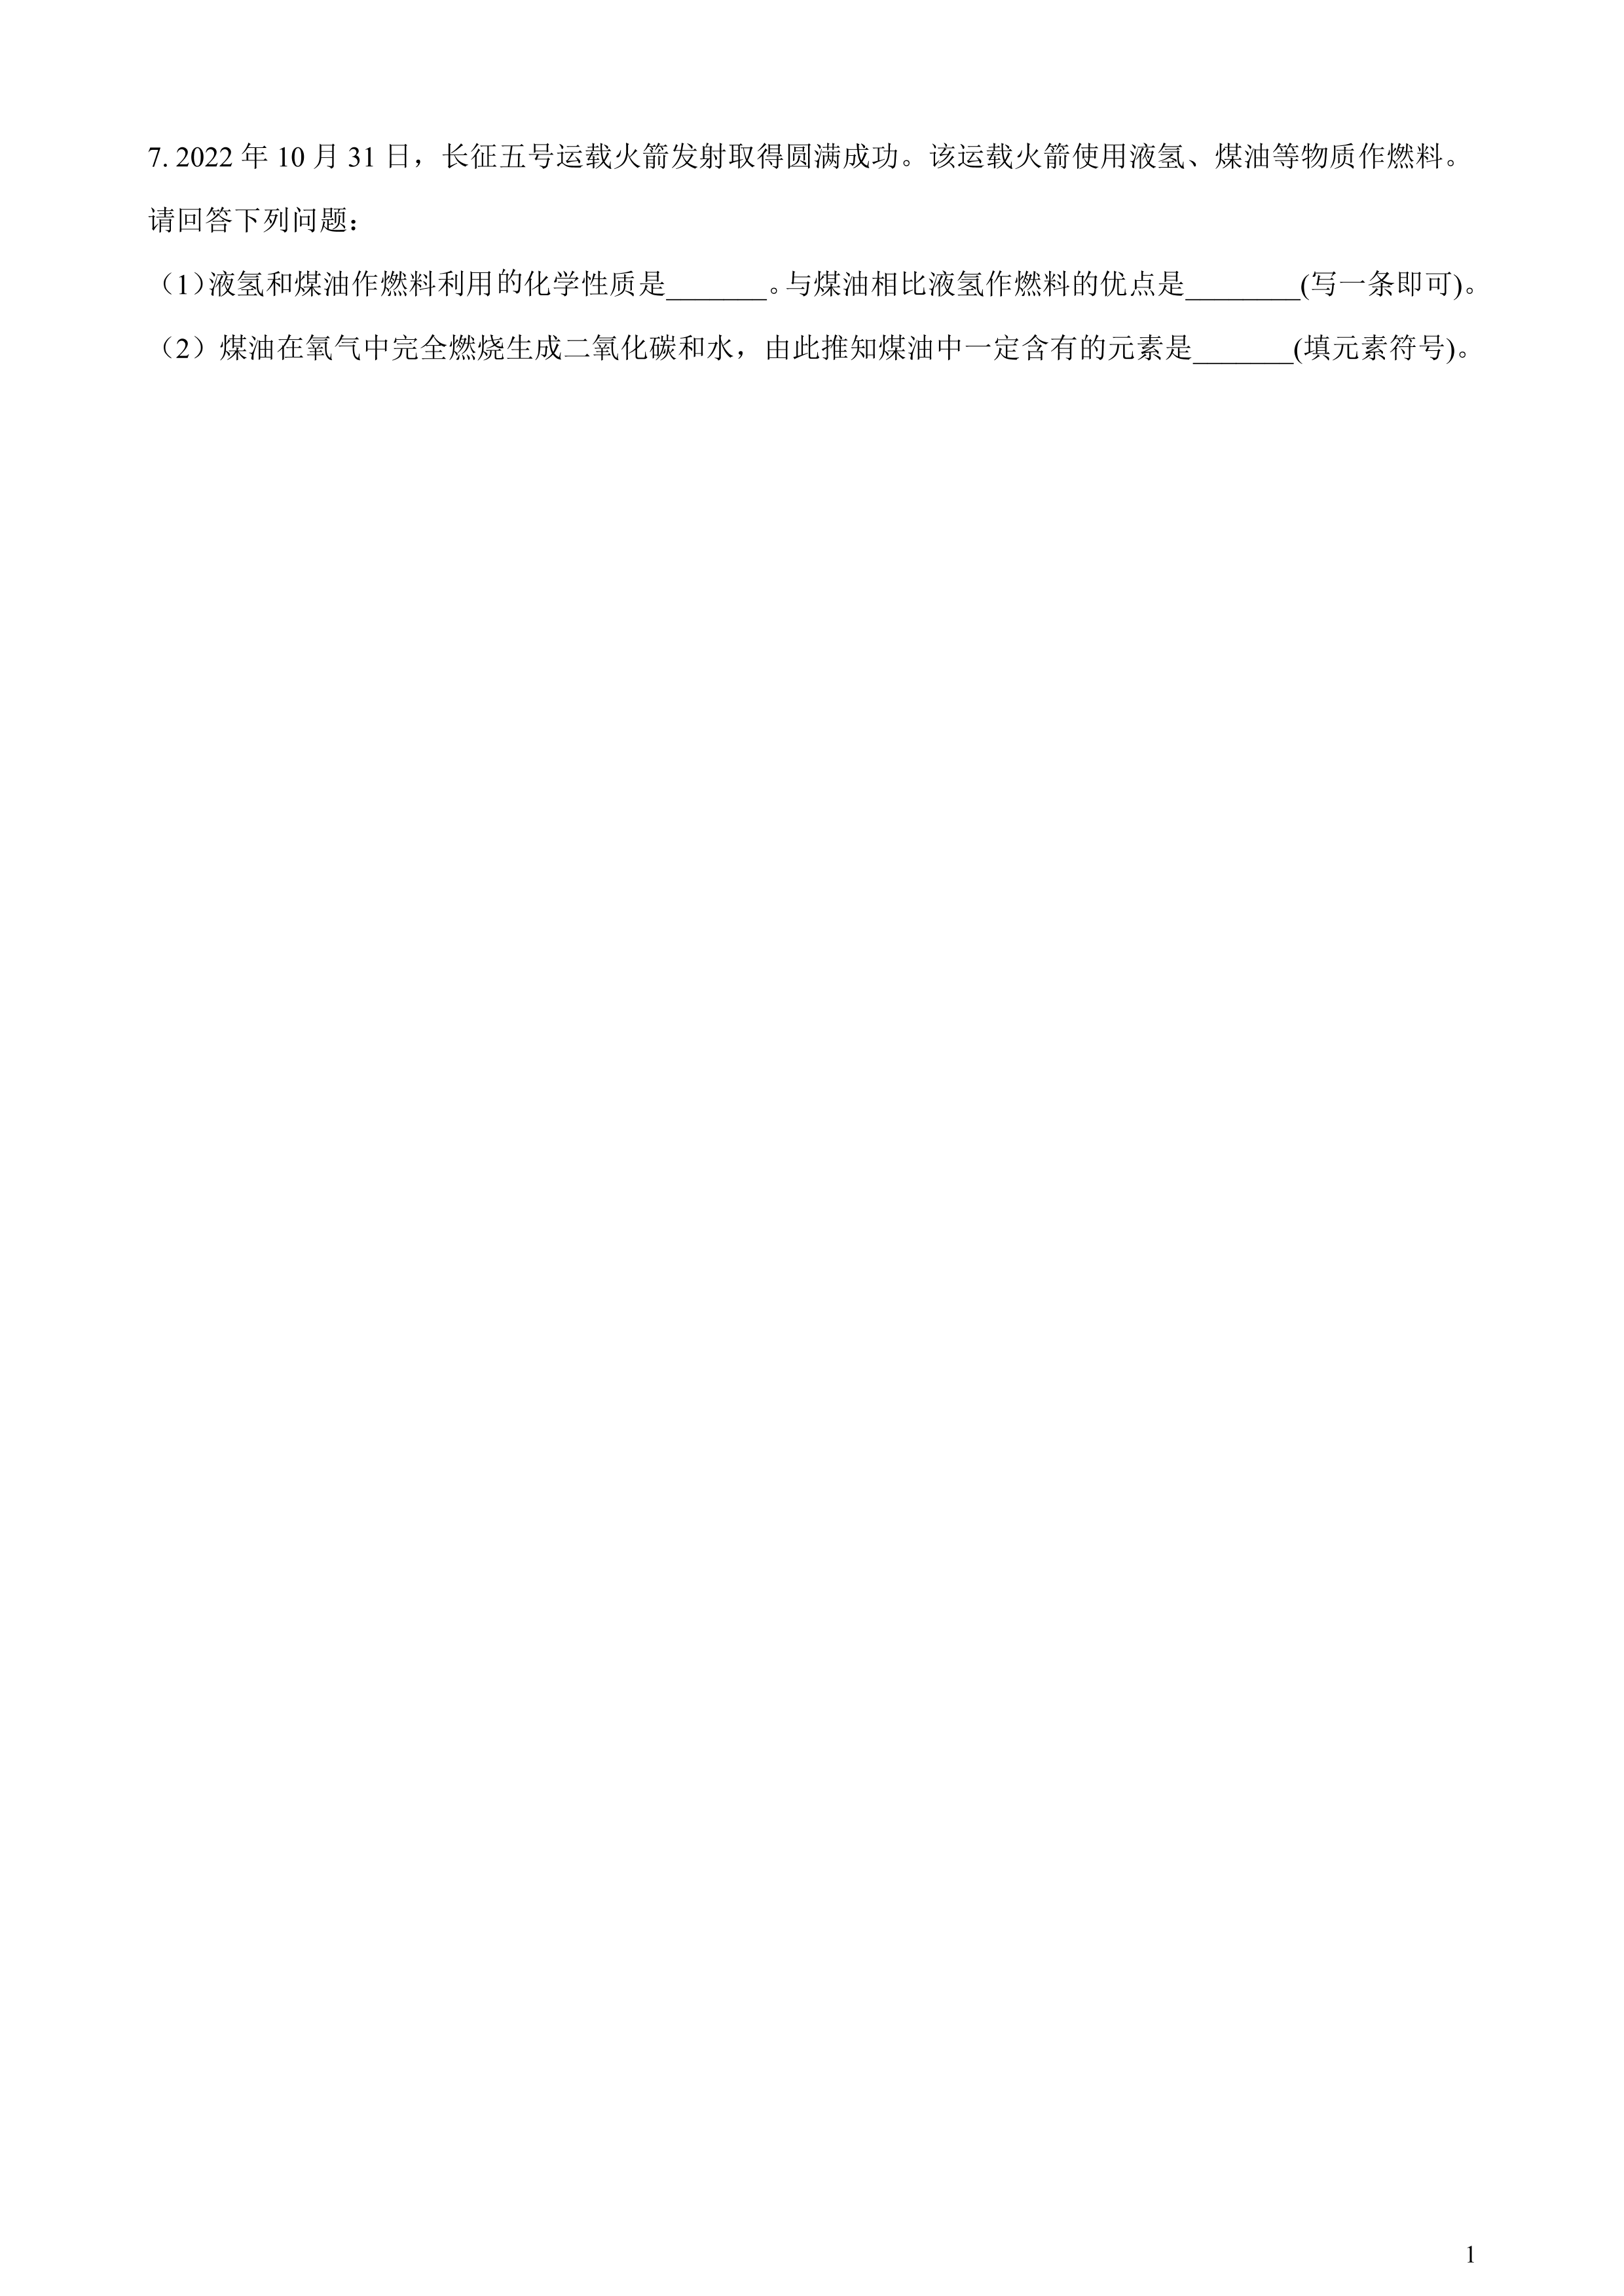 7. 2022 年 10 月 31 日，长征五号运载火箭发射取得圆满成功。该运载火箭使用液氢、煤油等物质作燃料。
请回答下列问题：
（1）液氢和煤油作燃料利用的化学性质是_______。与煤油相比液氢作燃料的优点是________(写一条即可)。
（2）煤油在氧气中完全燃烧生成二氧化碳和水，由此推知煤油中一定含有的元素是_______(填元素符号)。
1